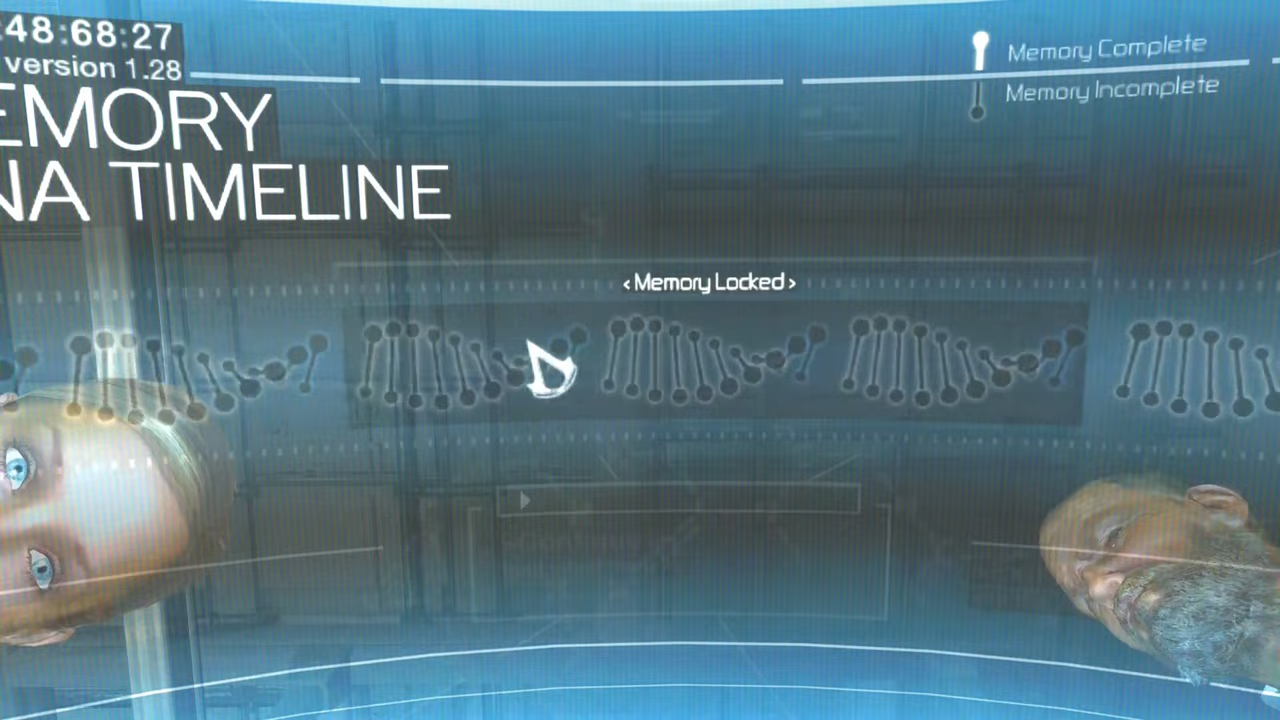 :48:68:27
version 1.28
EMORY
NA TIMELINE
Memory Complete
Memory Incomplete
‹ Memory Locked ›